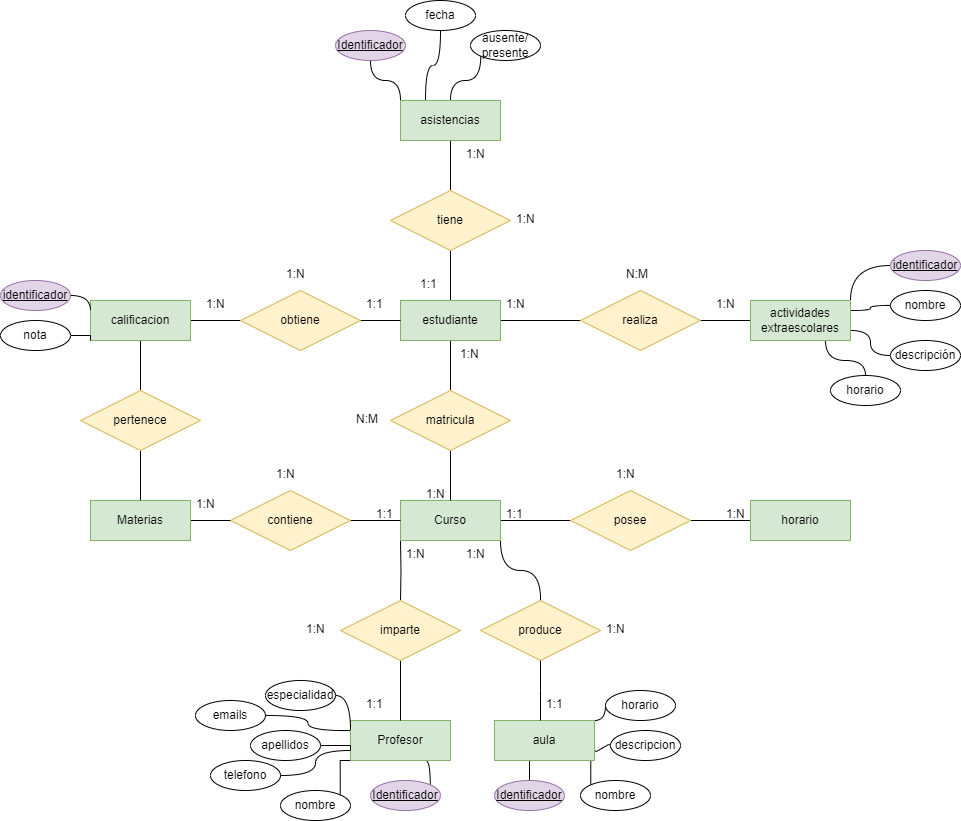 fecha
Identificador
ausente/
presente
asistencias
1:N
tiene
1:N
1:1
identificador
nota
calificacion
1:N
1:N
obtiene
1:1
estudiante
1:N
N:M
realiza
1:N
actividades
extraescolares
identificador
nombre
descripción
horario
1:N
pertenece
N:M
matricula
1:N
Materias
1:N
1:N
contiene
1:1
Curso
1:1
1:N
posee
1:N
horario
1:N
1:N
1:N
imparte
produce
1:N
1:1
1:1
especialidad
emails
apellidos
telefono
nombre
Profesor
Identificador
aula
horario
descripcion
Identificador
nombre